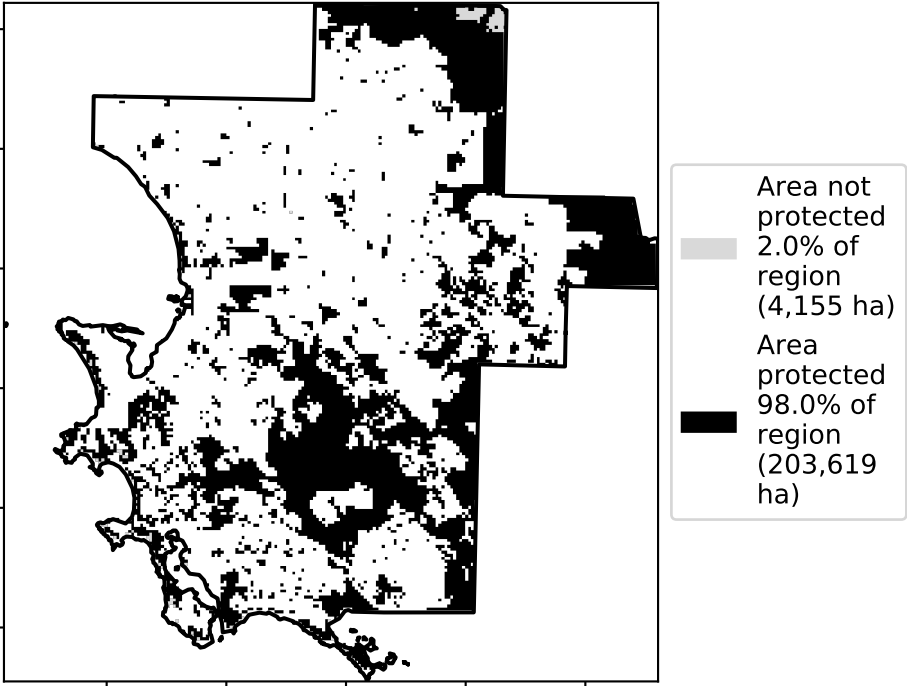 Area not
protected
2.0% of
region
(4,155 ha)
Area
protected
98.0% of
region
(203,619
ha)